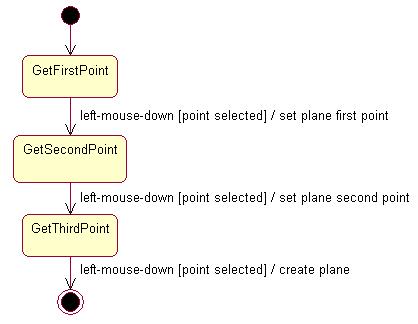 GetFirstPoint
left-mouse-down [point selected] / set plane first point
GetSecondPoint
left-mouse-down [point selected] / set plane second point
GetThirdPoint
left-mouse-down [point selected] / create plane